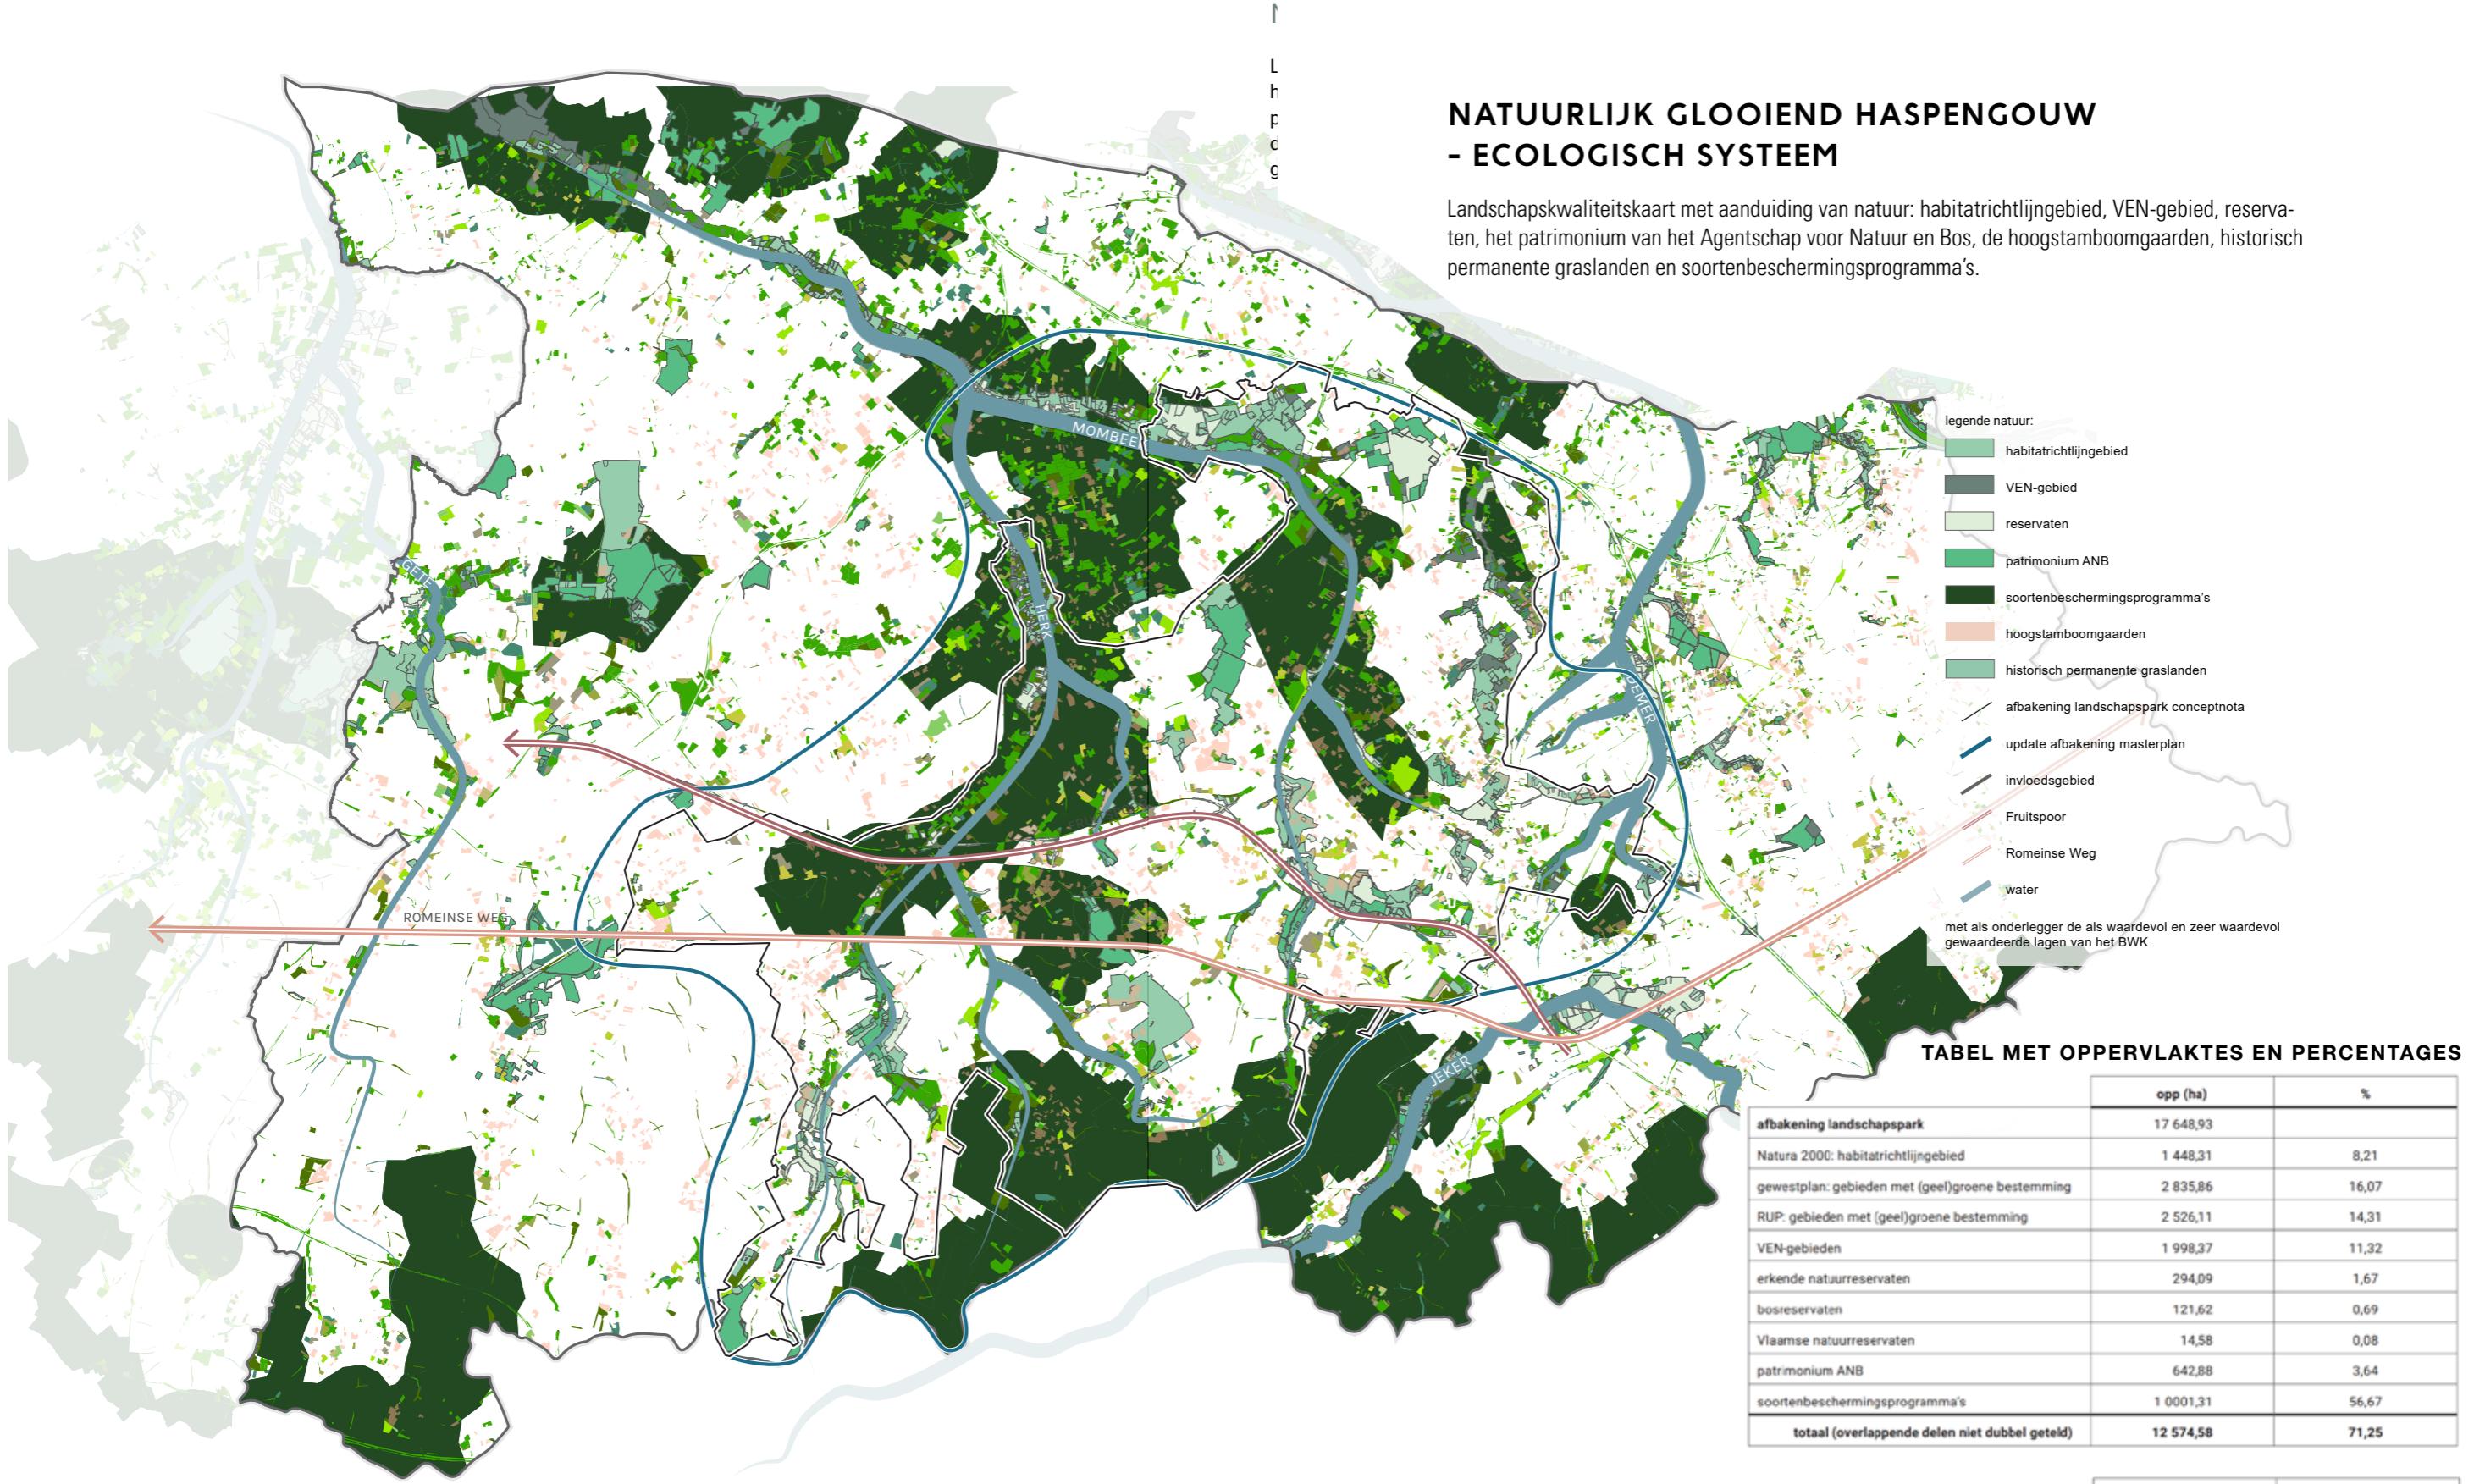 L
h
p
d
g
NATUURLIJK GLOOIEND HASPENGOUW
- ECOLOGISCH SYSTEEM
Landschapskwaliteitskaart met aanduiding van natuur: habitatrichtlijngebied, VEN-gebied, reserva-
ten, het patrimonium van het Agentschap voor Natuur en Bos, de hoogstamboomgaarden, historisch
permanente graslanden en soortenbeschermingsprogramma's.
MOMBEE
GETE
HERK
DEMER
ROMEINSE WEG
JEKER
legende natuur:
habitatrichtlijngebied
VEN-gebied
reservaten
patrimonium ANB
soortenbeschermingsprogramma's
hoogstamboomgaarden
historisch permanente graslanden
afbakening landschapspark conceptnota
update afbakening masterplan
invloedsgebied
Fruitspoor
Romeinse Weg
water
met als onderlegger de als waardevol en zeer waardevol
gewaardeerde lagen van het BWK
TABEL MET OPPERVLAKTES EN PERCENTAGES
opp (ha) %
afbakening landschapspark 17 648,93
Natura 2000: habitatrichtlijngebied 1 448,31 8,21
gewestplan: gebieden met (geel)groene bestemming 2 835,86 16,07
RUP: gebieden met (geel)groene bestemming 2 526,11 14,31
VEN-gebieden 1 998,37 11,32
erkende natuurreservaten 294,09 1,67
bosreservaten 121,62 0,69
Vlaamse natuurreservaten 14,58 0,08
patrimonium ANB 642,88 3,64
soortenbeschermingsprogramma's 1 0001,31 56,67
totaal (overlappende delen niet dubbel geteld) 12 574,58 71,25